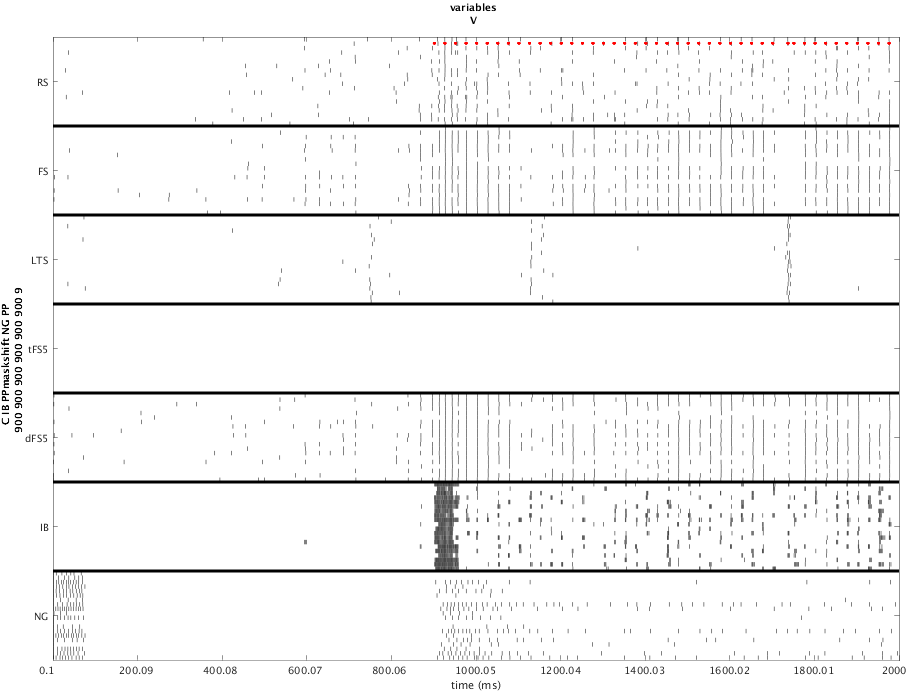 variables
V
RS
FS
LTS
tFS5
dFS5
IB
NG
C IB PPmaskshift NG PP
900 900 900 900 900 900 9
0.1 200.09 400.08 600.07 800.06 1000.05 1200.04 1400.03 1600.02 1800.01 2000
time (ms)